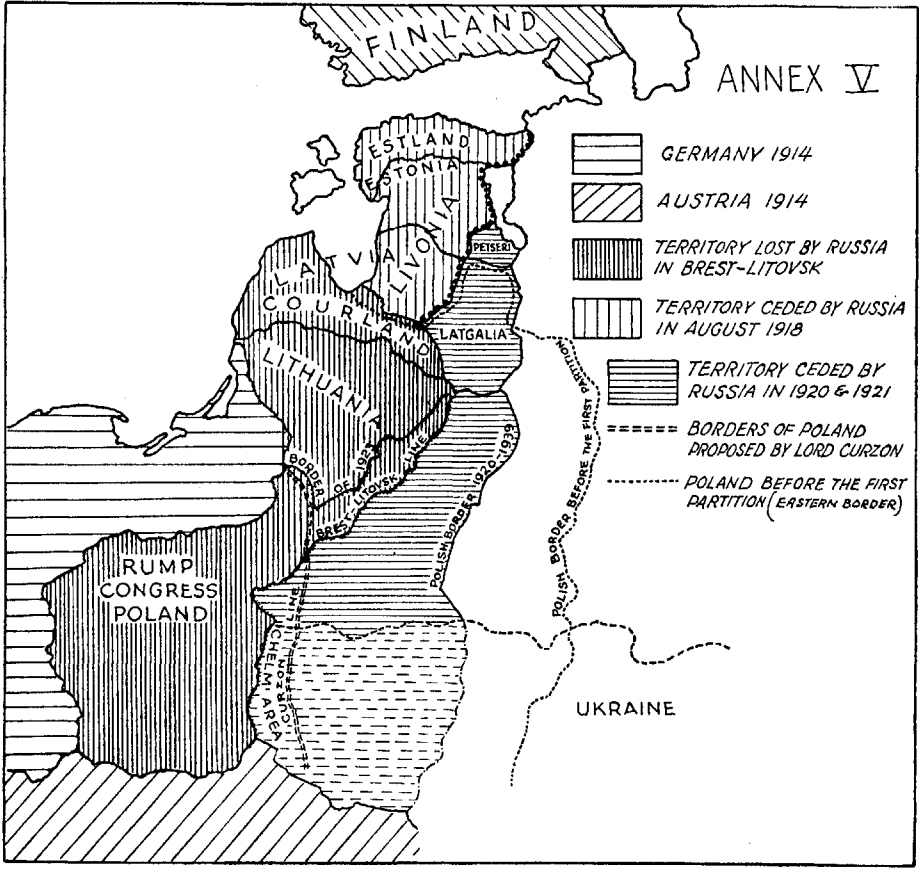 FINLAND
ANNEX V
GERMANY 1914
AUSTRIA 1914
TERRITORY LOST BY RUSSIA
IN BREST-LITOVSK
TERRITORY CEDED BY RUSSIA
IN AUGUST 1918
TERRITORY CEDED BY
RUSSIA IN 1920 & 1921
BORDERS OF POLAND
PROPOSED BY LORD CURZON
POLAND BEFORE THE FIRST
PARTITION (EASTERN BORDER)
ESTLAND
ESTONIA
LIVONIA
PETSERI
LATVIA
COURLAND
LATGALIA
LITHUANIA
BORDER OF 1921
BREST-LITOVSK LINE
POLISH BORDER 1920-1939
POLISH BORDER BEFORE THE FIRST PARTITION
RUMP
CONGRESS
POLAND
CHELM AREA
CURZON LINE
UKRAINE